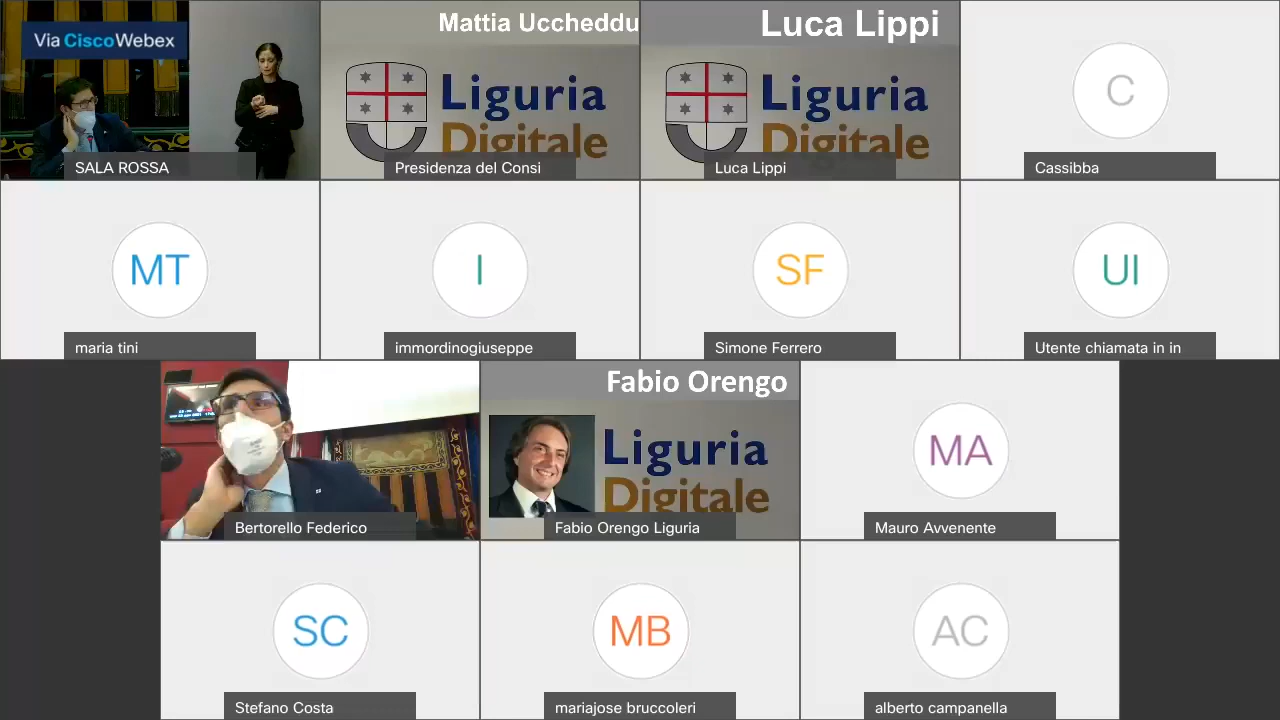 Via Cisco Webex
SALA ROSSA
Mattia Uccheddu
Liguria
Digitale
Presidenza del Consi
Luca Lippi
Liguria
Digitale
Luca Lippi
C
Cassibba
MT
maria tini
I
immordinogiuseppe
SF
Simone Ferrero
UI
Utente chiamata in in
Bertorello Federico
Fabio Orengo
Liguria
Digitale
Fabio Orengo Liguria
MA
Mauro Avvenente
SC
Stefano Costa
MB
mariajose bruccoleri
AC
alberto campanella